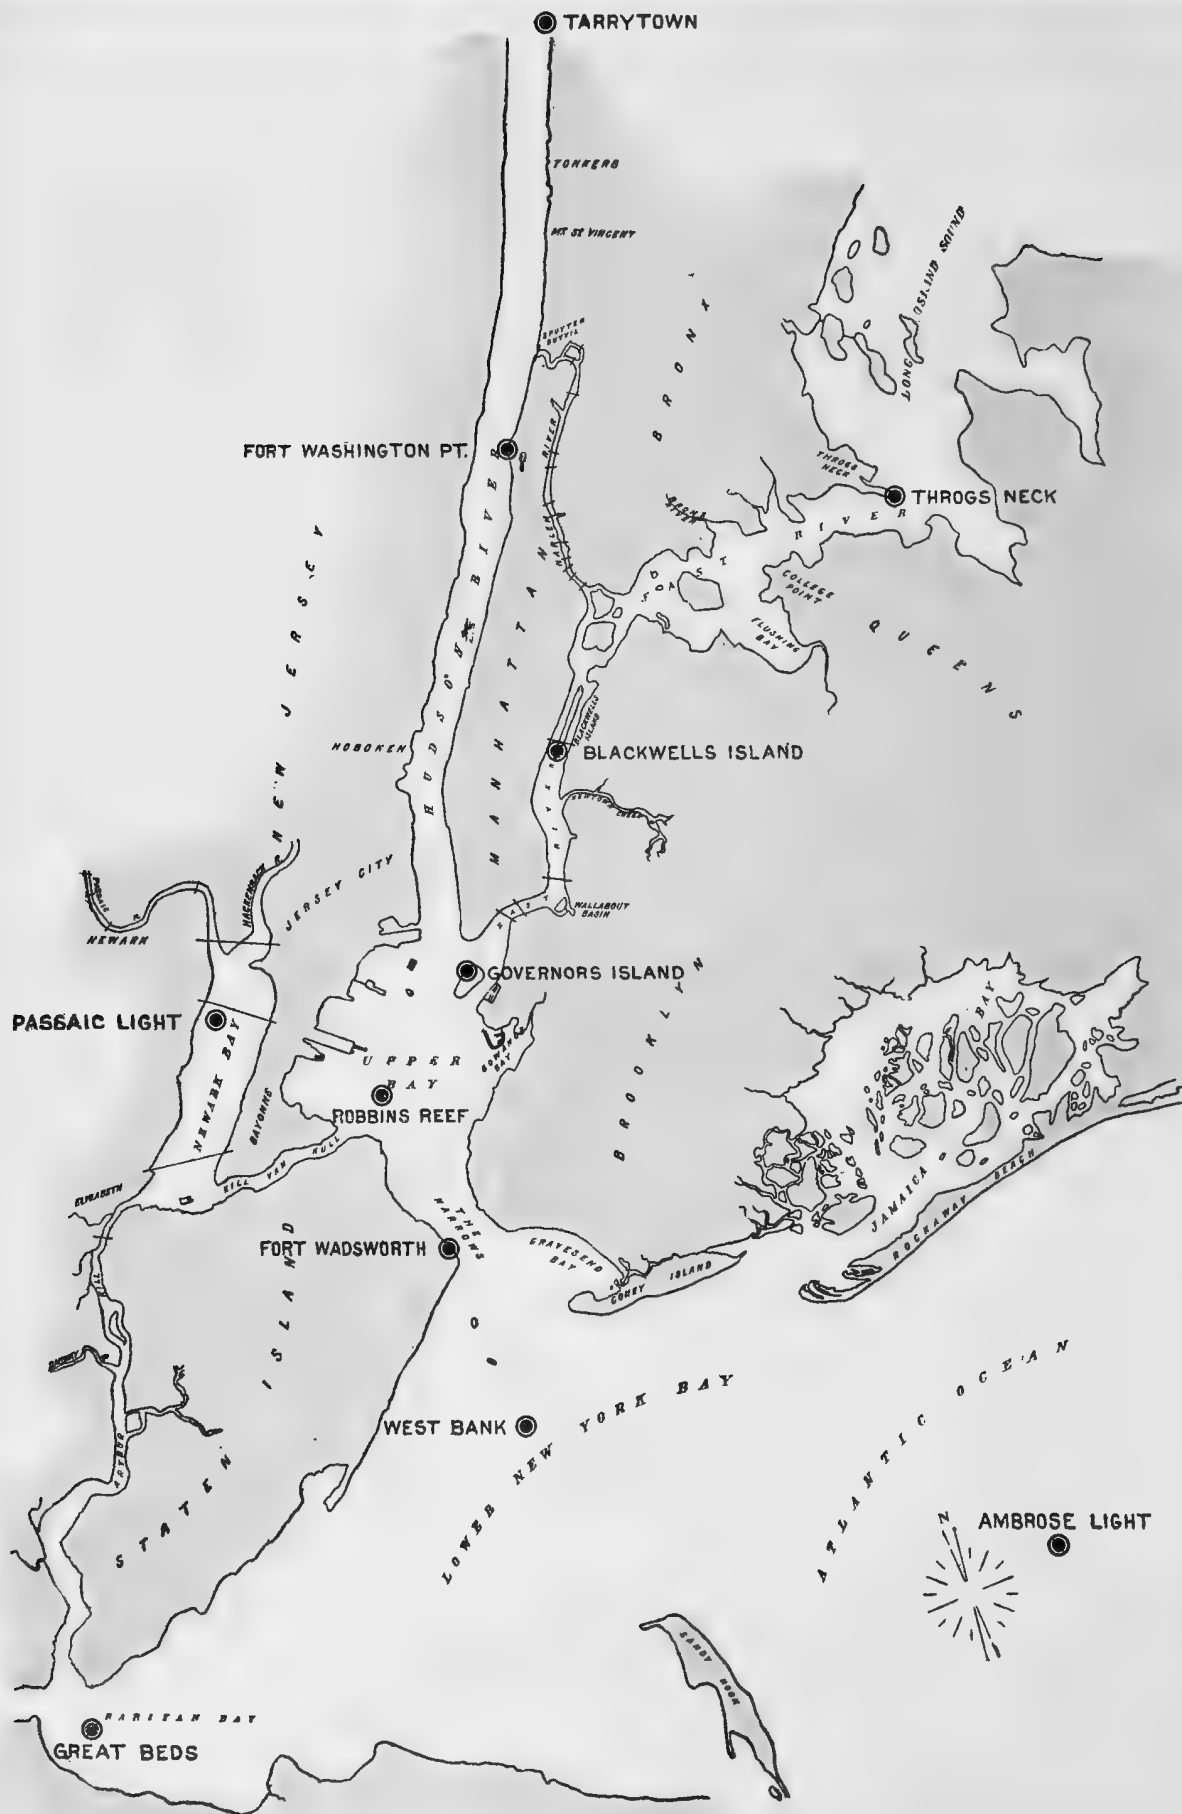 TARRYTOWN
YONKERS
MT. ST. VINCENT
LONG ISLAND SOUND
BRONX
SPUYTEN
DUYVIL
FORT WASHINGTON PT.
HARLEM RIVER
THROGS
NECK
THROGS NECK
BRONX
RIVER
EAST RIVER
COLLEGE
POINT
FLUSHING
BAY
QUEENS
NEW JERSEY
HUDSON RIVER
MANHATTAN
HOBOKEN
BLACKWELLS
ISLAND
BLACKWELLS ISLAND
NEWTOWN CREEK
EAST RIVER
WALLABOUT
BASIN
PASSAIC R.
HACKENSACK R.
JERSEY CITY
NEWARK
GOVERNORS ISLAND
PASSAIC LIGHT
NEWARK BAY
BAYONNE
UPPER
BAY
GOWANUS
BAY
ROBBINS REEF
BROOKLYN
JAMAICA BAY
ROCKAWAY BEACH
KILL VAN KULL
ELIZABETH
THE
NARROWS
FORT WADSWORTH
GRAVESEND
BAY
CONEY ISLAND
STATEN ISLAND
ARTHUR KILL
WEST BANK
LOWER NEW YORK BAY
ATLANTIC OCEAN
AMBROSE LIGHT
N
SANDY HOOK
RARITAN BAY
GREAT BEDS